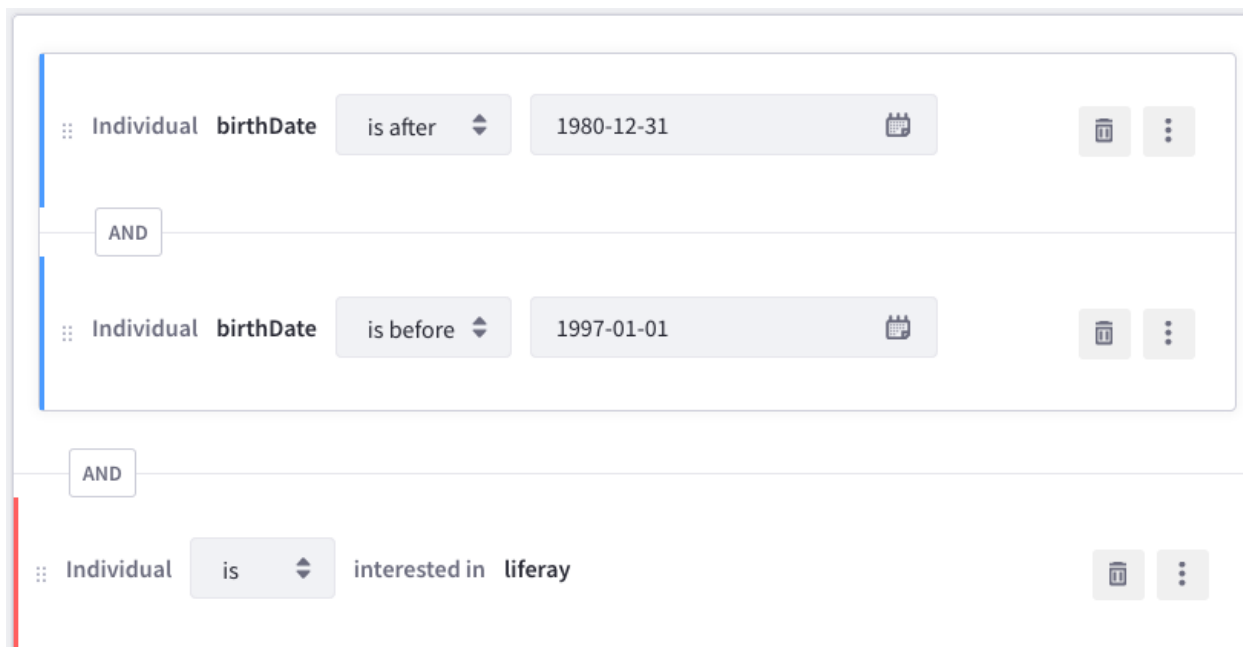 Individual birthDate is after 1980-12-31
AND
Individual birthDate is before 1997-01-01
AND
Individual is interested in liferay